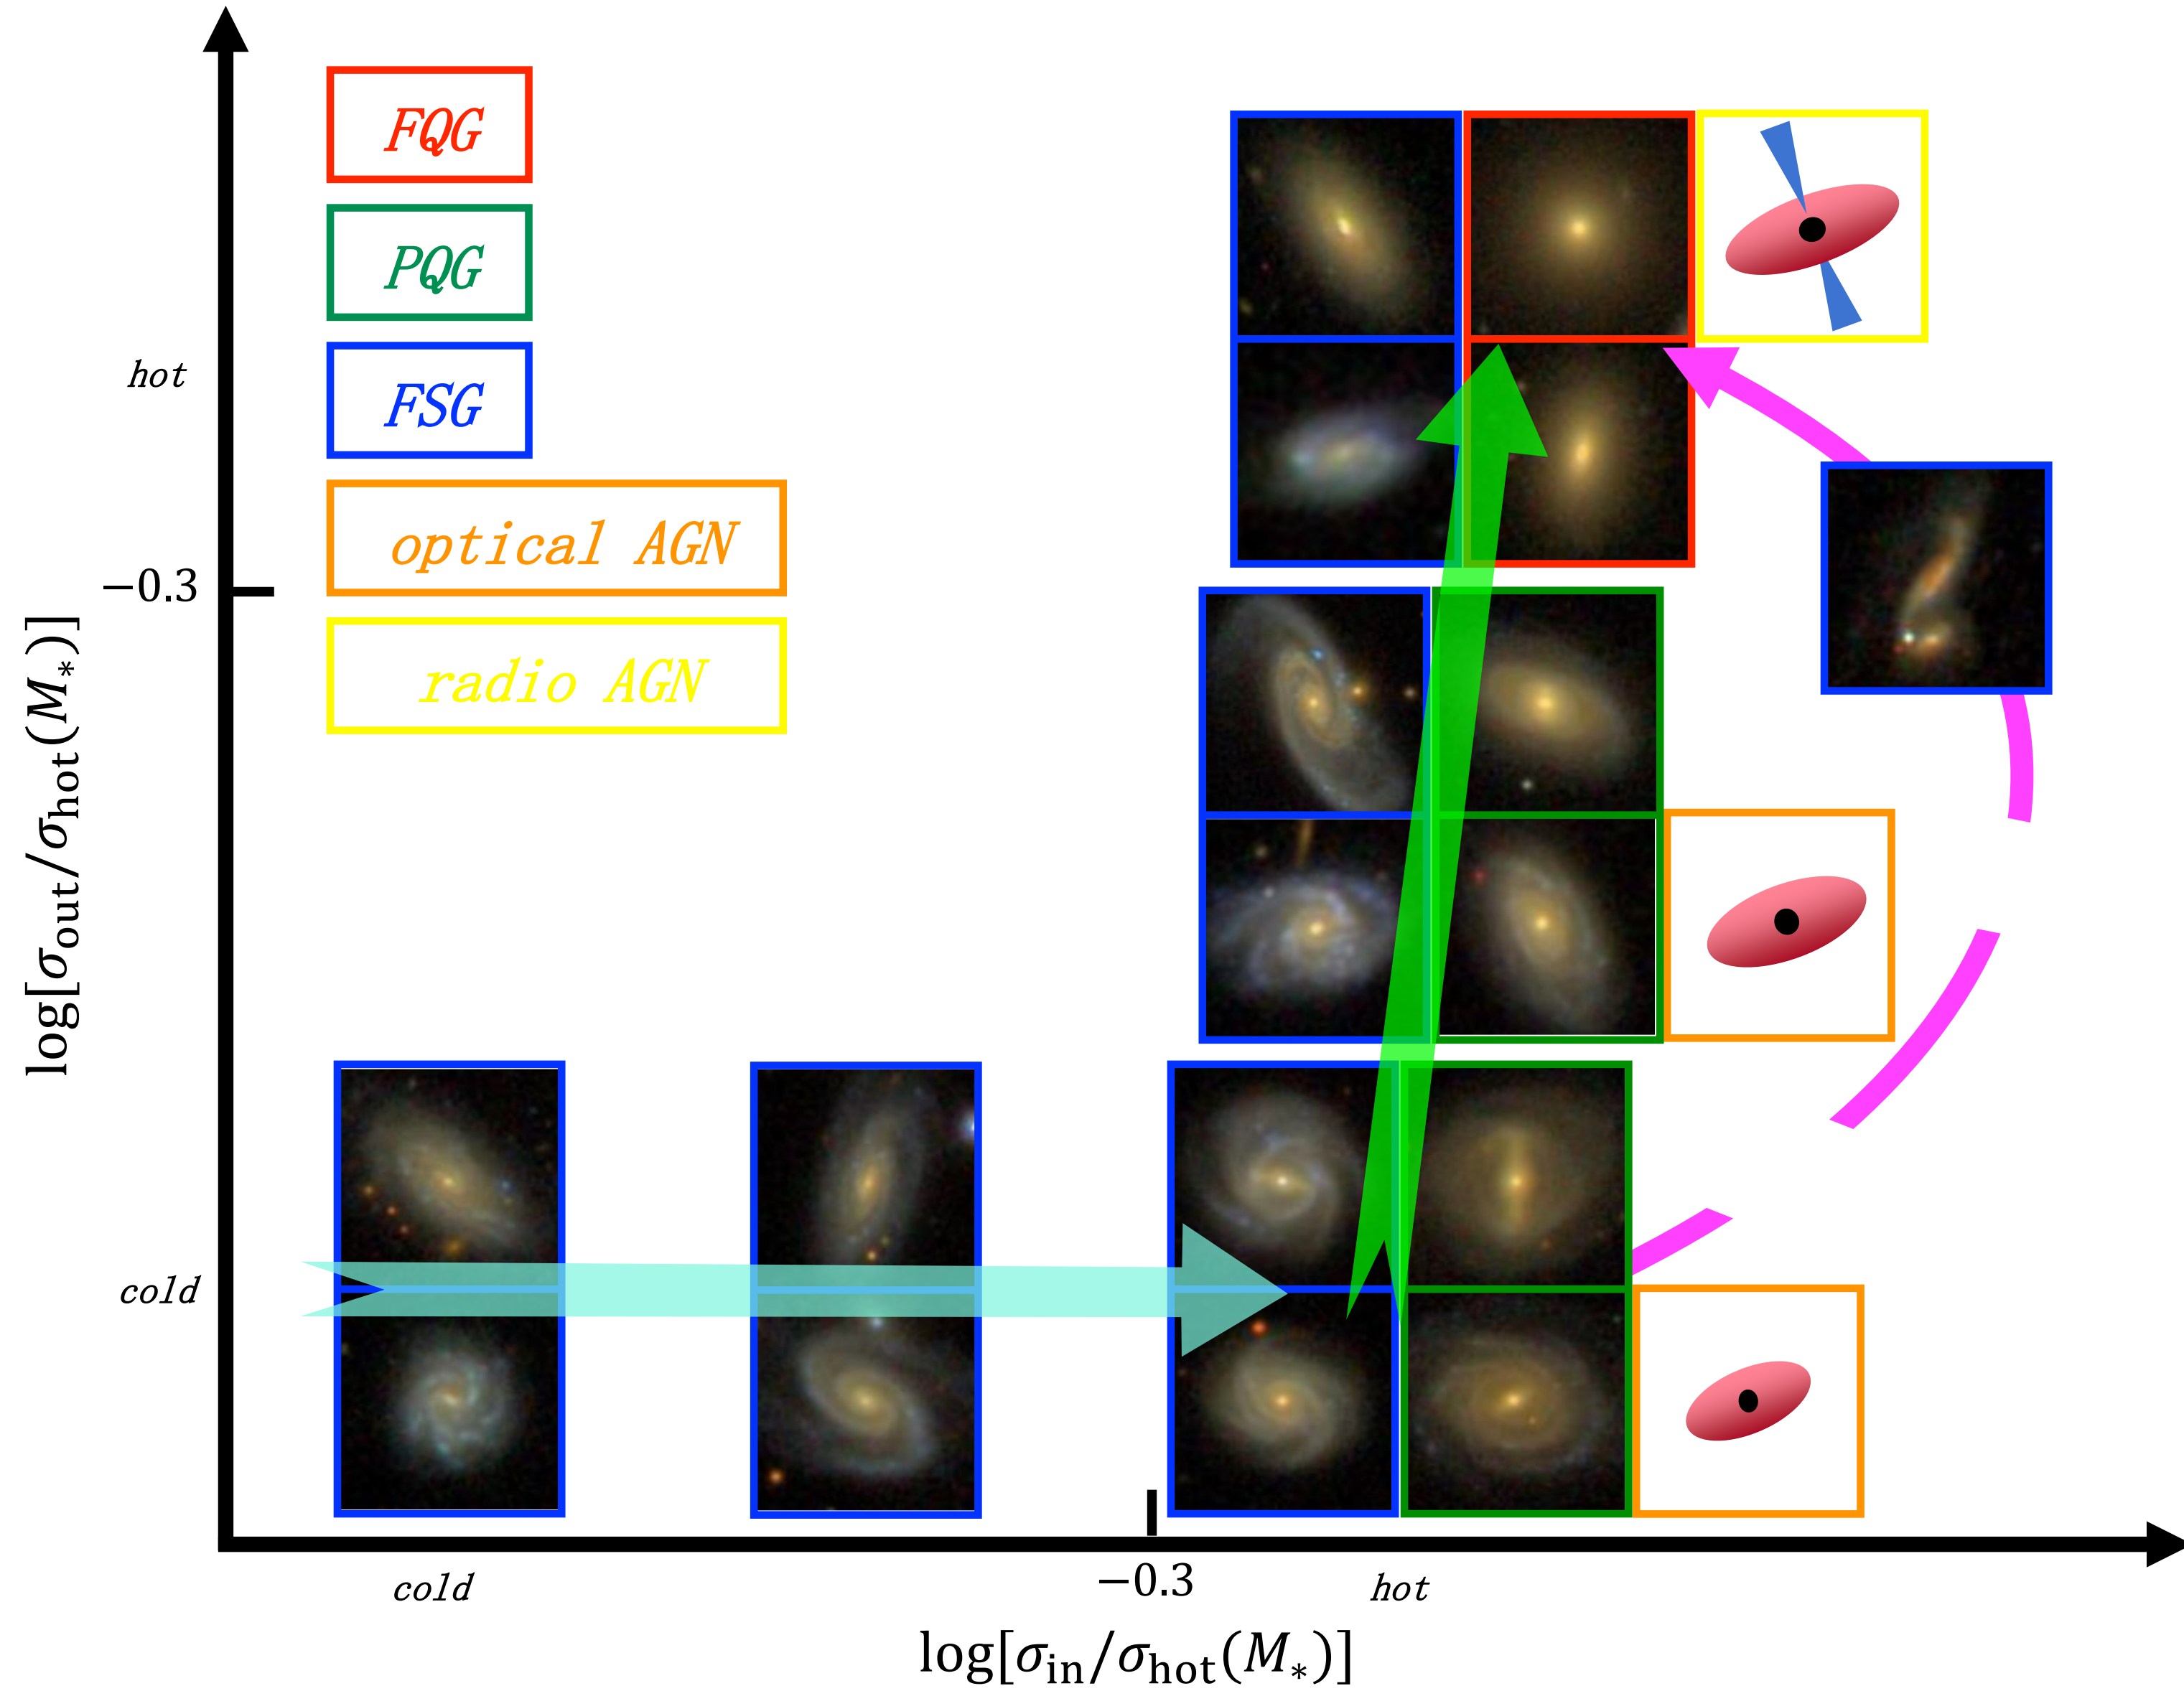 FQG
PQG
FSG
optical AGN
radio AGN
hot
−0.3
cold
log[σout/σhot(M*)]
cold
−0.3
hot
log[σin/σhot(M*)]